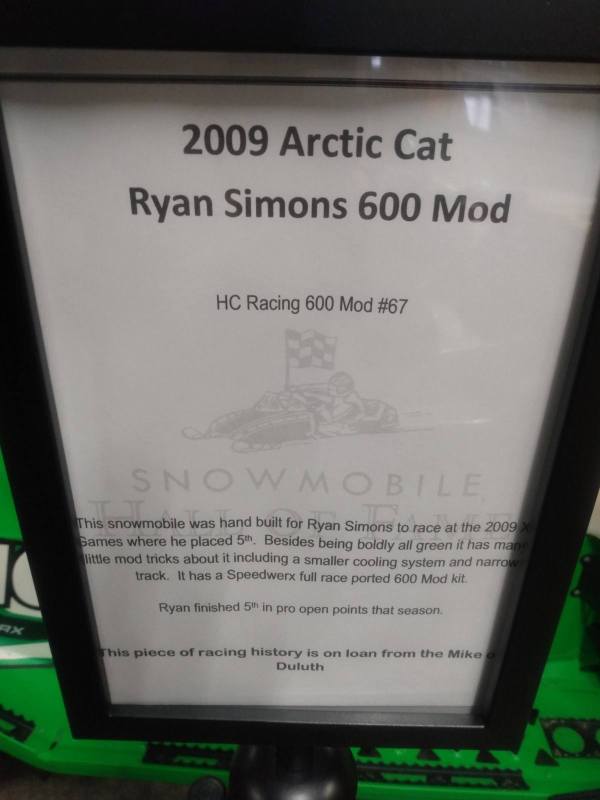 2009 Arctic Cat
Ryan Simons 600 Mod
HC Racing 600 Mod #67
SNOWMOBILE
HALL OF FAME
This snowmobile was hand built for Ryan Simons to race at the 2009 X
Games where he placed 5th. Besides being boldly all green it has many
little mod tricks about it including a smaller cooling system and narrow
track. It has a Speedwerx full race ported 600 Mod kit.
Ryan finished 5th in pro open points that season.
This piece of racing history is on loan from the Mike
Duluth